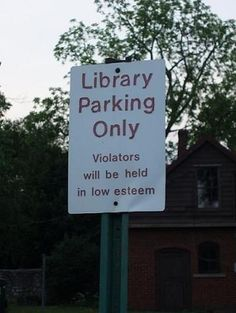 Library
Parking
Only
Violators
will be held
in low esteem